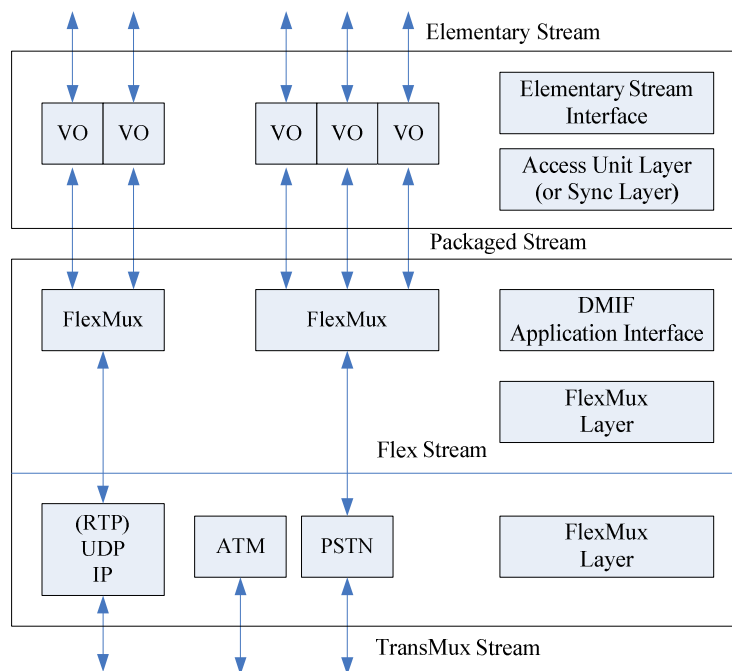 Elementary Stream
VO VO VO VO VO
Elementary Stream
Interface
Access Unit Layer
(or Sync Layer)
Packaged Stream
FlexMux FlexMux
DMIF
Application Interface
FlexMux
Layer
Flex Stream
(RTP)
UDP
IP
ATM
PSTN
FlexMux
Layer
TransMux Stream